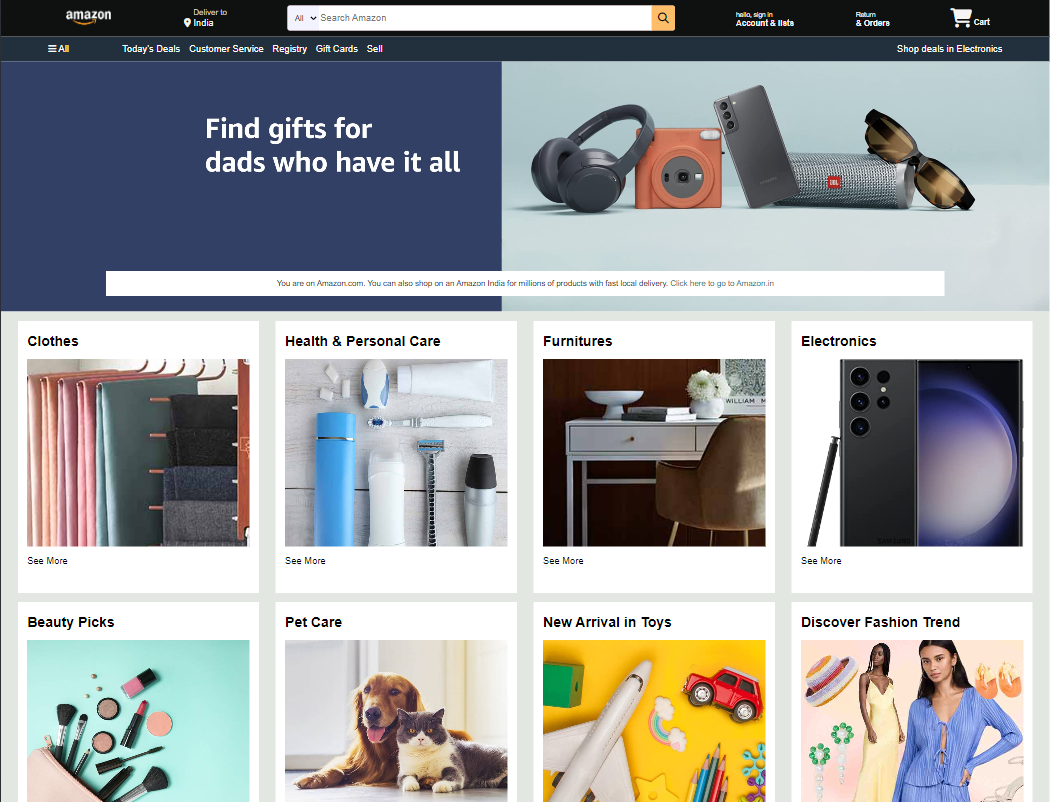 amazon
Deliver to
India
All
Search Amazon
hello, sign in
Account & lists
Return
& Orders
Cart
All
Today's Deals
Customer Service
Registry
Gift Cards
Sell
Shop deals in Electronics
Find gifts for
dads who have it all
JBL
You are on Amazon.com. You can also shop on an Amazon India for millions of products with fast local delivery. Click here to go to Amazon.in
Clothes
Health & Personal Care
Furnitures
Electronics
WILLIAM
SAMSUNG
See More
See More
See More
See More
Beauty Picks
Pet Care
New Arrival in Toys
Discover Fashion Trend